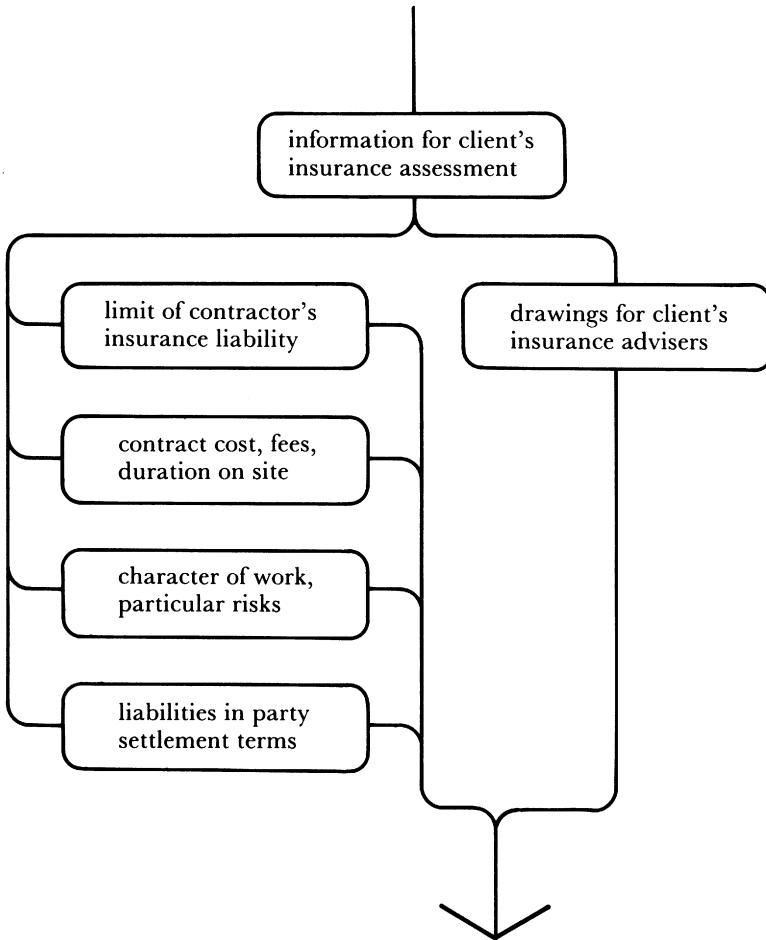 information for client’s
insurance assessment
limit of contractor’s
insurance liability
drawings for client’s
insurance advisers
contract cost, fees,
duration on site
character of work,
particular risks
liabilities in party
settlement terms